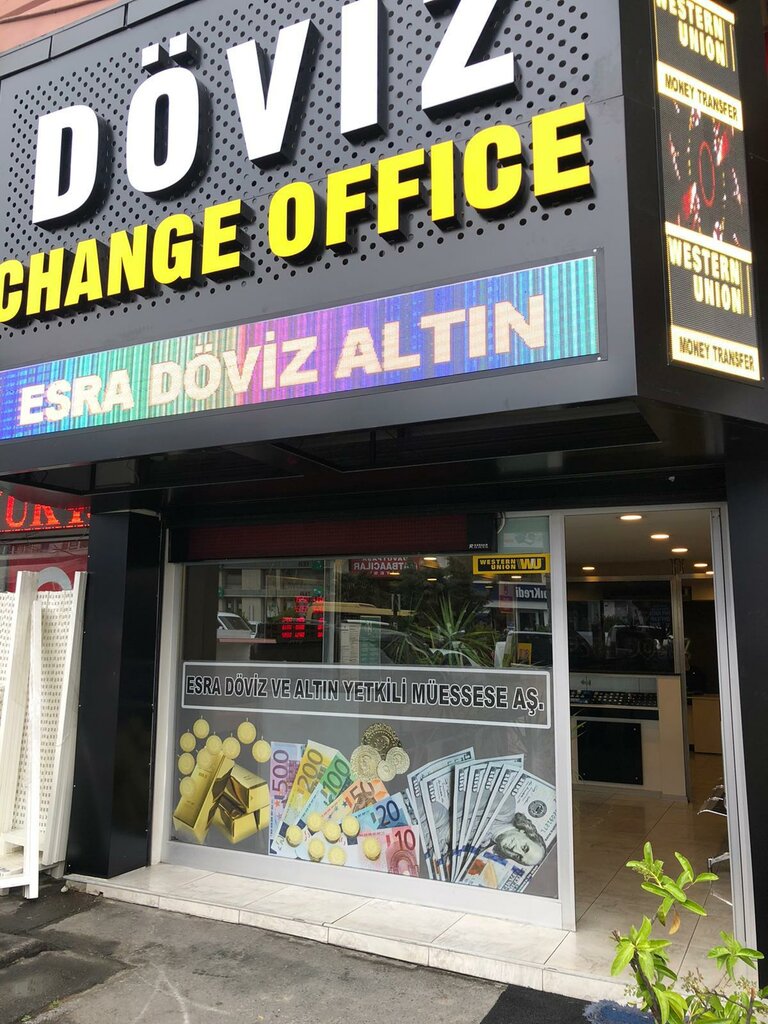 DÖVİZ
CHANGE OFFICE
ESRA DÖVİZ ALTIN
WESTERN
UNION
MONEY TRANSFER
WESTERN
UNION
MONEY TRANSFER
WESTERN
UNION
WU
ESRA DÖVİZ VE ALTIN YETKİLİ MÜESSESE AŞ.
500
200
100
50
20
10